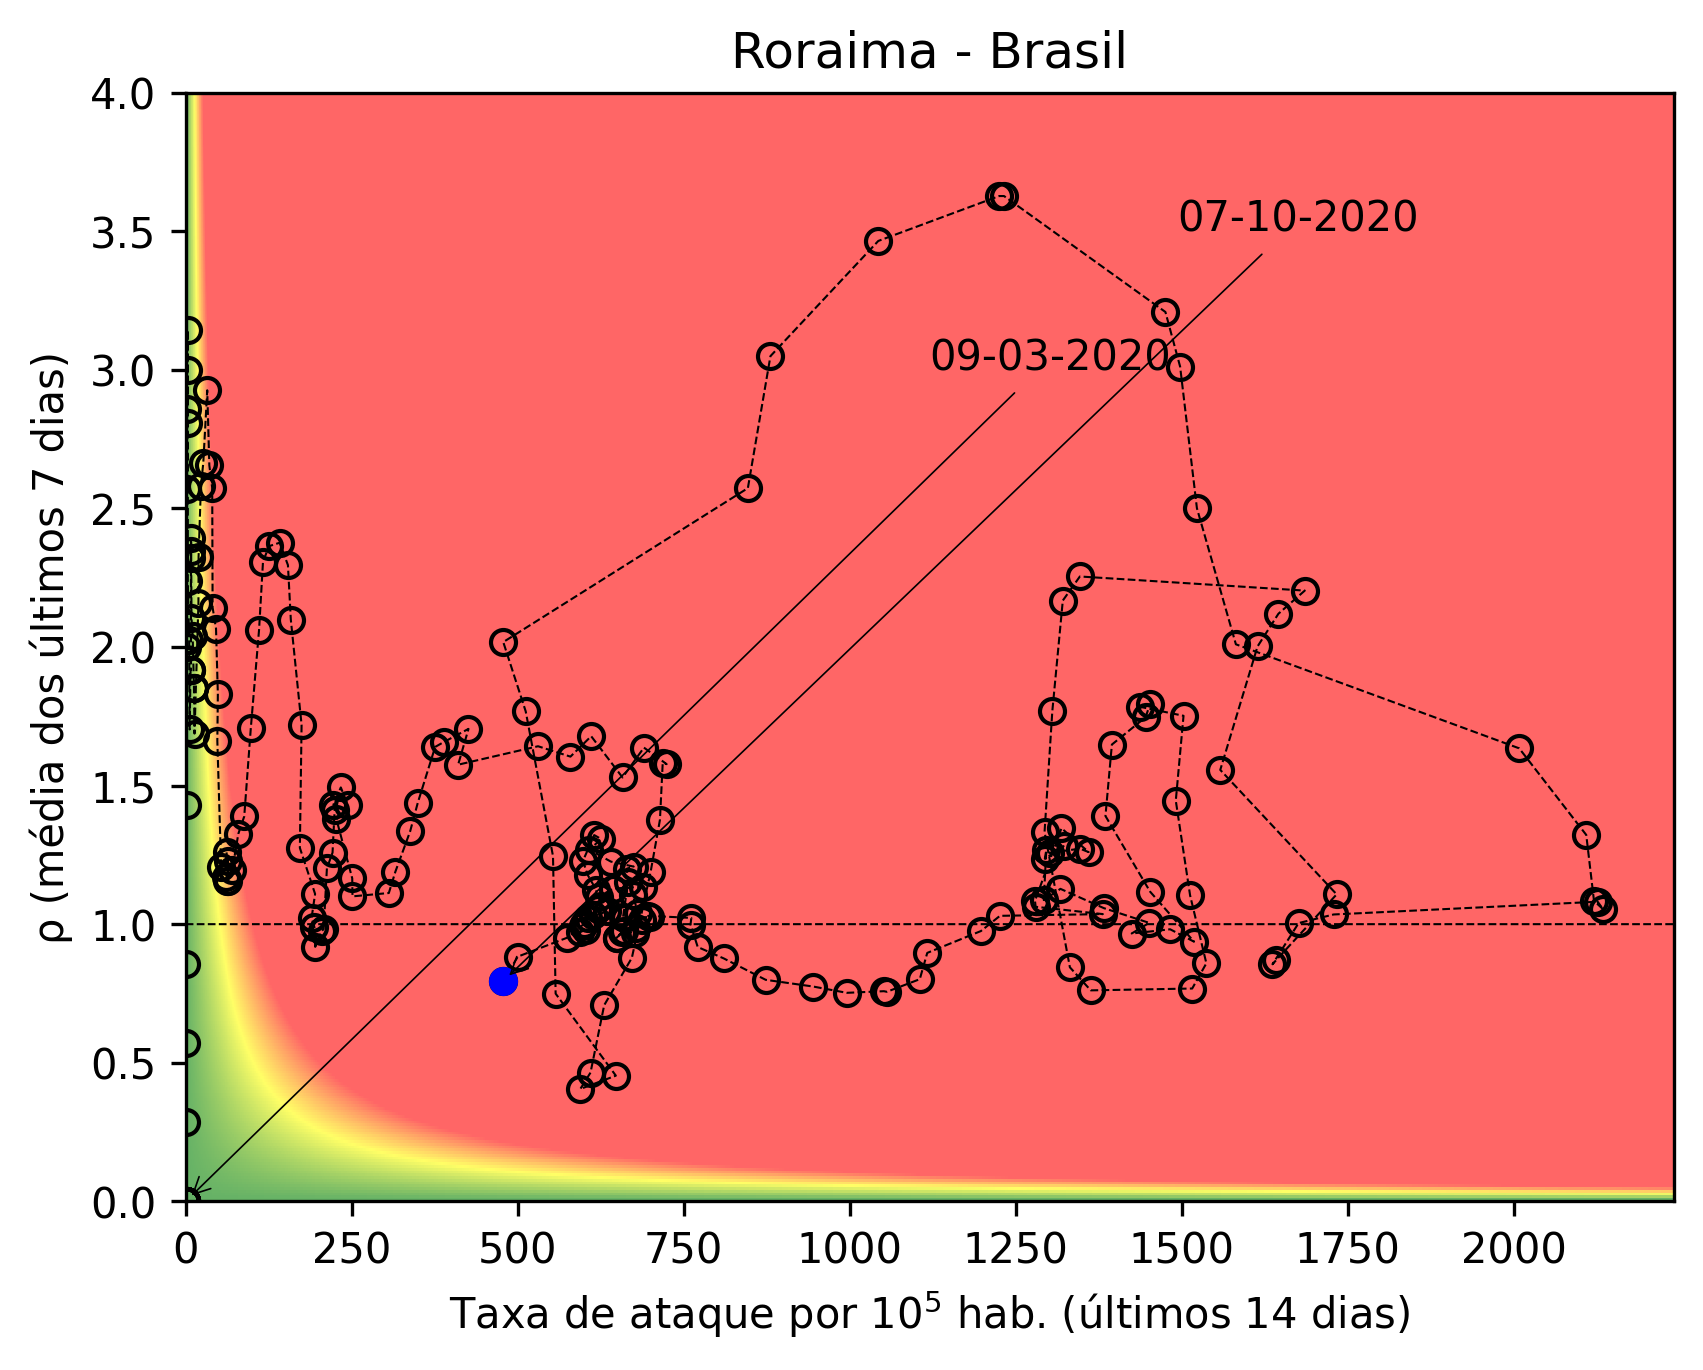 Roraima - Brasil
4.0
3.5
3.0
2.5
2.0
1.5
1.0
0.5
0.0
ρ (média dos últimos 7 dias)
07-10-2020
09-03-2020
0 250 500 750 1000 1250 1500 1750 2000
Taxa de ataque por 10⁵ hab. (últimos 14 dias)